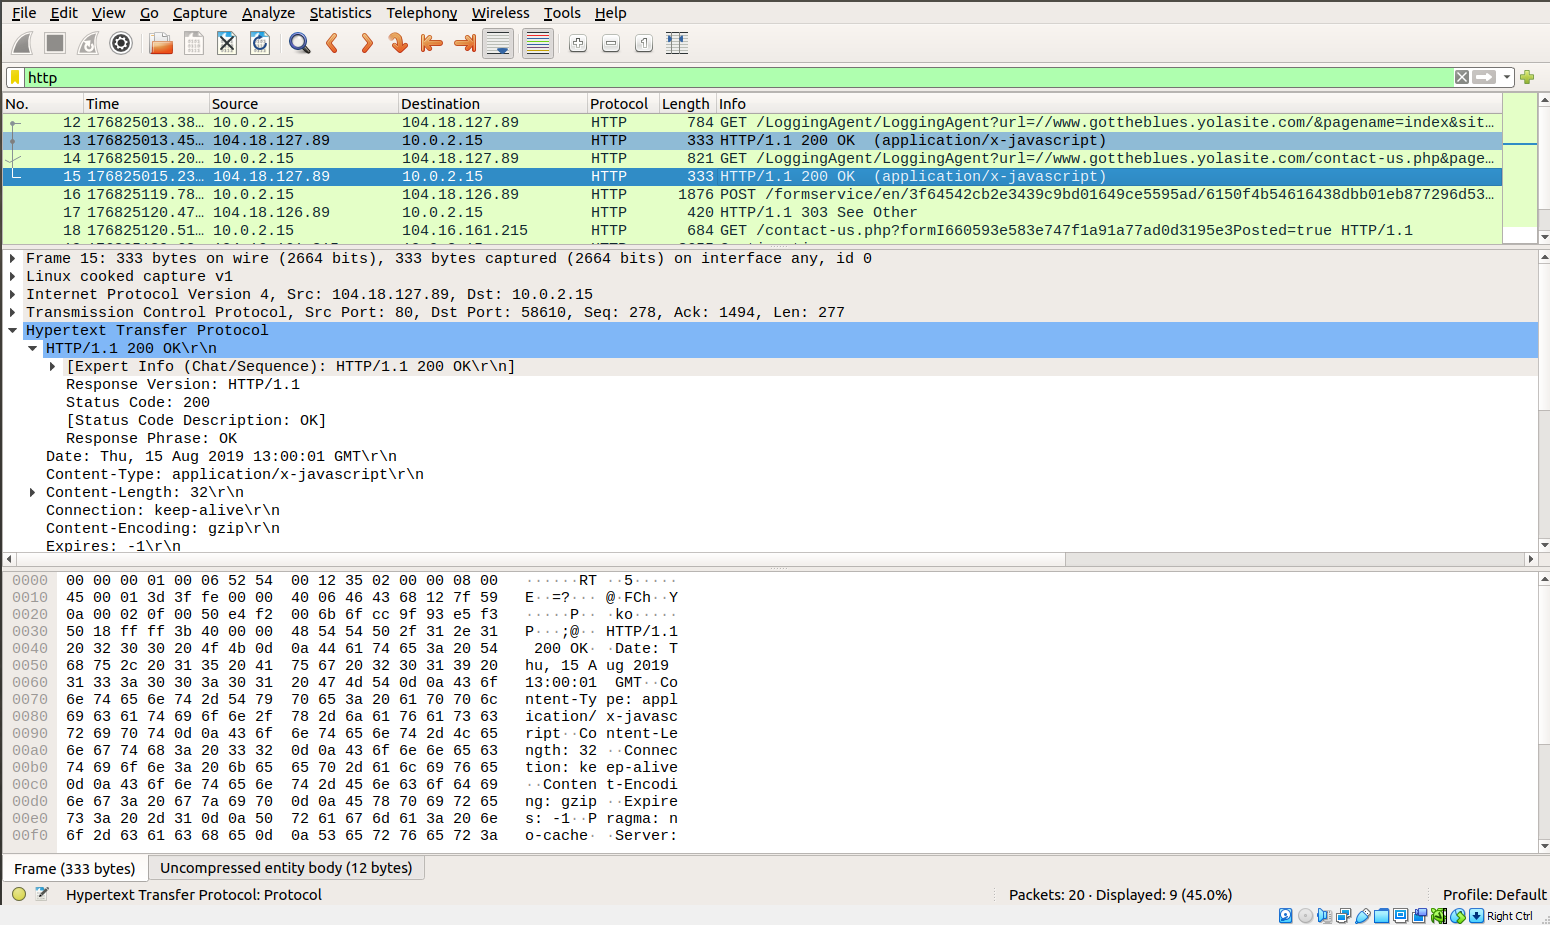 File Edit View Go Capture Analyze Statistics Telephony Wireless Tools Help
http
No. Time Source Destination Protocol Length Info
12 176825013.38… 10.0.2.15 104.18.127.89 HTTP 784 GET /LoggingAgent/LoggingAgent?url=//www.gottheblues.yolasite.com/&pagename=index&sit…
13 176825013.45… 104.18.127.89 10.0.2.15 HTTP 333 HTTP/1.1 200 OK  (application/x-javascript)
14 176825015.20… 10.0.2.15 104.18.127.89 HTTP 821 GET /LoggingAgent/LoggingAgent?url=//www.gottheblues.yolasite.com/contact-us.php&page…
15 176825015.23… 104.18.127.89 10.0.2.15 HTTP 333 HTTP/1.1 200 OK  (application/x-javascript)
16 176825119.78… 10.0.2.15 104.18.126.89 HTTP 1876 POST /formservice/en/3f64542cb2e3439c9bd01649ce5595ad/6150f4b54616438dbb01eb877296d53…
17 176825120.47… 104.18.126.89 10.0.2.15 HTTP 420 HTTP/1.1 303 See Other
18 176825120.51… 10.0.2.15 104.16.161.215 HTTP 684 GET /contact-us.php?formI660593e583e747f1a91a77ad0d3195e3Posted=true HTTP/1.1
Frame 15: 333 bytes on wire (2664 bits), 333 bytes captured (2664 bits) on interface any, id 0
Linux cooked capture v1
Internet Protocol Version 4, Src: 104.18.127.89, Dst: 10.0.2.15
Transmission Control Protocol, Src Port: 80, Dst Port: 58610, Seq: 278, Ack: 1494, Len: 277
Hypertext Transfer Protocol
HTTP/1.1 200 OK\r\n
[Expert Info (Chat/Sequence): HTTP/1.1 200 OK\r\n]
Response Version: HTTP/1.1
Status Code: 200
[Status Code Description: OK]
Response Phrase: OK
Date: Thu, 15 Aug 2019 13:00:01 GMT\r\n
Content-Type: application/x-javascript\r\n
Content-Length: 32\r\n
Connection: keep-alive\r\n
Content-Encoding: gzip\r\n
Expires: -1\r\n
0000 00 00 00 01 00 06 52 54 00 12 35 02 00 00 08 00 ······RT ··5·····
0010 45 00 01 3d 3f fe 00 00 40 06 46 43 68 12 7f 59 E··=?··· @·FCh··Y
0020 0a 00 02 0f 00 50 e4 f2 00 6b 6f cc 9f 93 e5 f3 ·····P·· ·ko·····
0030 50 18 ff ff 3b 40 00 00 48 54 54 50 2f 31 2e 31 P···;@·· HTTP/1.1
0040 20 32 30 30 20 4f 4b 0d 0a 44 61 74 65 3a 20 54 200 OK· ·Date: T
0050 68 75 2c 20 31 35 20 41 75 67 20 32 30 31 39 20 hu, 15 A ug 2019
0060 31 33 3a 30 30 3a 30 31 20 47 4d 54 0d 0a 43 6f 13:00:01 GMT··Co
0070 6e 74 65 6e 74 2d 54 79 70 65 3a 20 61 70 70 6c ntent-Ty pe: appl
0080 69 63 61 74 69 6f 6e 2f 78 2d 6a 61 76 61 73 63 ication/ x-javasc
0090 72 69 70 74 0d 0a 43 6f 6e 74 65 6e 74 2d 4c 65 ript··Co ntent-Le
00a0 6e 67 74 68 3a 20 33 32 0d 0a 43 6f 6e 6e 65 63 ngth: 32 ··Connec
00b0 74 69 6f 6e 3a 20 6b 65 65 70 2d 61 6c 69 76 65 tion: ke ep-alive
00c0 0d 0a 43 6f 6e 74 65 6e 74 2d 45 6e 63 6f 64 69 ··Conten t-Encodi
00d0 6e 67 3a 20 67 7a 69 70 0d 0a 45 78 70 69 72 65 ng: gzip ··Expire
00e0 73 3a 20 2d 31 0d 0a 50 72 61 67 6d 61 3a 20 6e s: -1··P ragma: n
00f0 6f 2d 63 61 63 68 65 0d 0a 53 65 72 76 65 72 3a o-cache· ·Server:
Frame (333 bytes) Uncompressed entity body (12 bytes)
Hypertext Transfer Protocol: Protocol Packets: 20 · Displayed: 9 (45.0%) Profile: Default
Right Ctrl